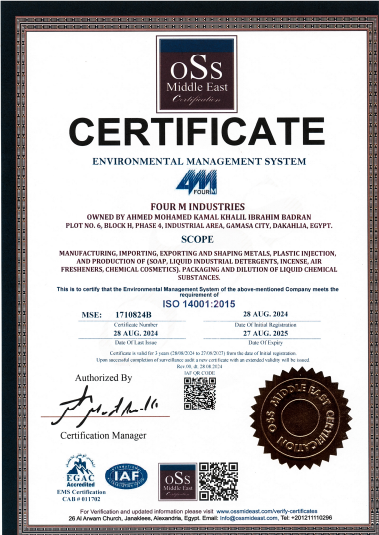 OSS
Middle East
Certification
CERTIFICATE
ENVIRONMENTAL MANAGEMENT SYSTEM
4M
FOUR M
FOUR M INDUSTRIES
OWNED BY AHMED MOHAMED KAMAL KHALIL IBRAHIM BADRAN
PLOT NO. 6, BLOCK H, PHASE 4, INDUSTRIAL AREA, GAMASA CITY, DAKAHLIA, EGYPT.
SCOPE
MANUFACTURING, IMPORTING, EXPORTING AND SHAPING METALS, PLASTIC INJECTION,
AND PRODUCTION OF (SOAP, LIQUID INDUSTRIAL DETERGENTS, INCENSE, AIR
FRESHENERS, CHEMICAL COSMETICS). PACKAGING AND DILUTION OF LIQUID CHEMICAL
SUBSTANCES.
This is to certify that the Environmental Management System of the above-mentioned Company meets the
requirement of
ISO 14001:2015
MSE: 1710824B 28 AUG. 2024
Certificate Number Date Of Initial Registration
28 AUG. 2024 27 AUG. 2025
Date Of Last Issue Date Of Expiry
Certificate is valid for 3 years (28/08/2024 to 27/08/2027) from the date of Initial registration.
Upon successful completion of surveillance audit a new certificate with an extended validity will be issued.
Rev.00, dt. 28 08 2024
IAF QR CODE
Authorized By
Certification Manager
OSS MIDDLE EAST CERTIFICATION
EGAC
Accredited
EMS Certification
CAB # 011702
IAF
OSS
Middle East
For Verification and updated information please visit www.ossmideast.com/verify-certificates
26 Al Arwam Church, Janaklees, Alexandria, Egypt. Email: info@ossmideast.com, Tel: +201211110296